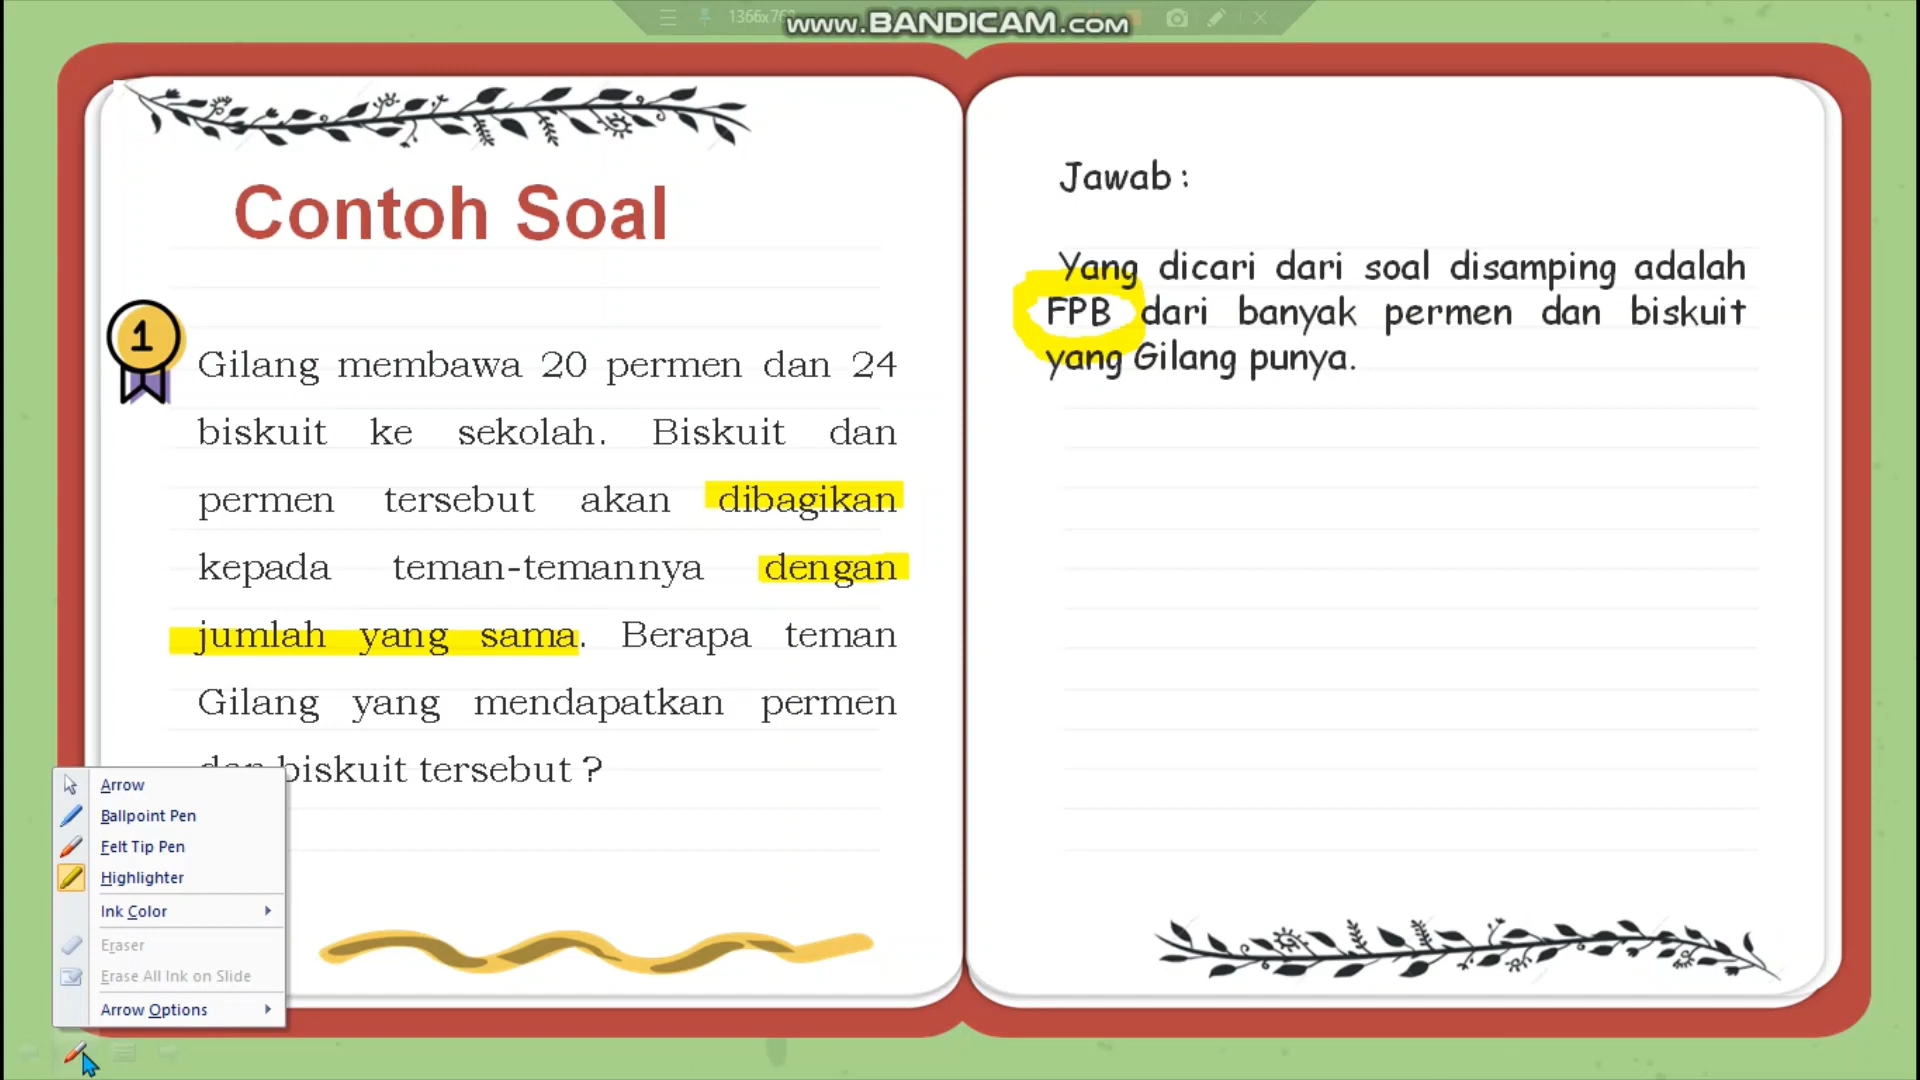 1366x76
www.BANDICAM.com
Contoh Soal
1
Gilang membawa 20 permen dan 24
biskuit ke sekolah. Biskuit dan
permen tersebut akan dibagikan
kepada teman-temannya dengan
jumlah yang sama. Berapa teman
Gilang yang mendapatkan permen
dan biskuit tersebut ?
Arrow
Ballpoint Pen
Felt Tip Pen
Highlighter
Ink Color
Eraser
Erase All Ink on Slide
Arrow Options
Jawab :
Yang dicari dari soal disamping adalah
FPB dari banyak permen dan biskuit
yang Gilang punya.